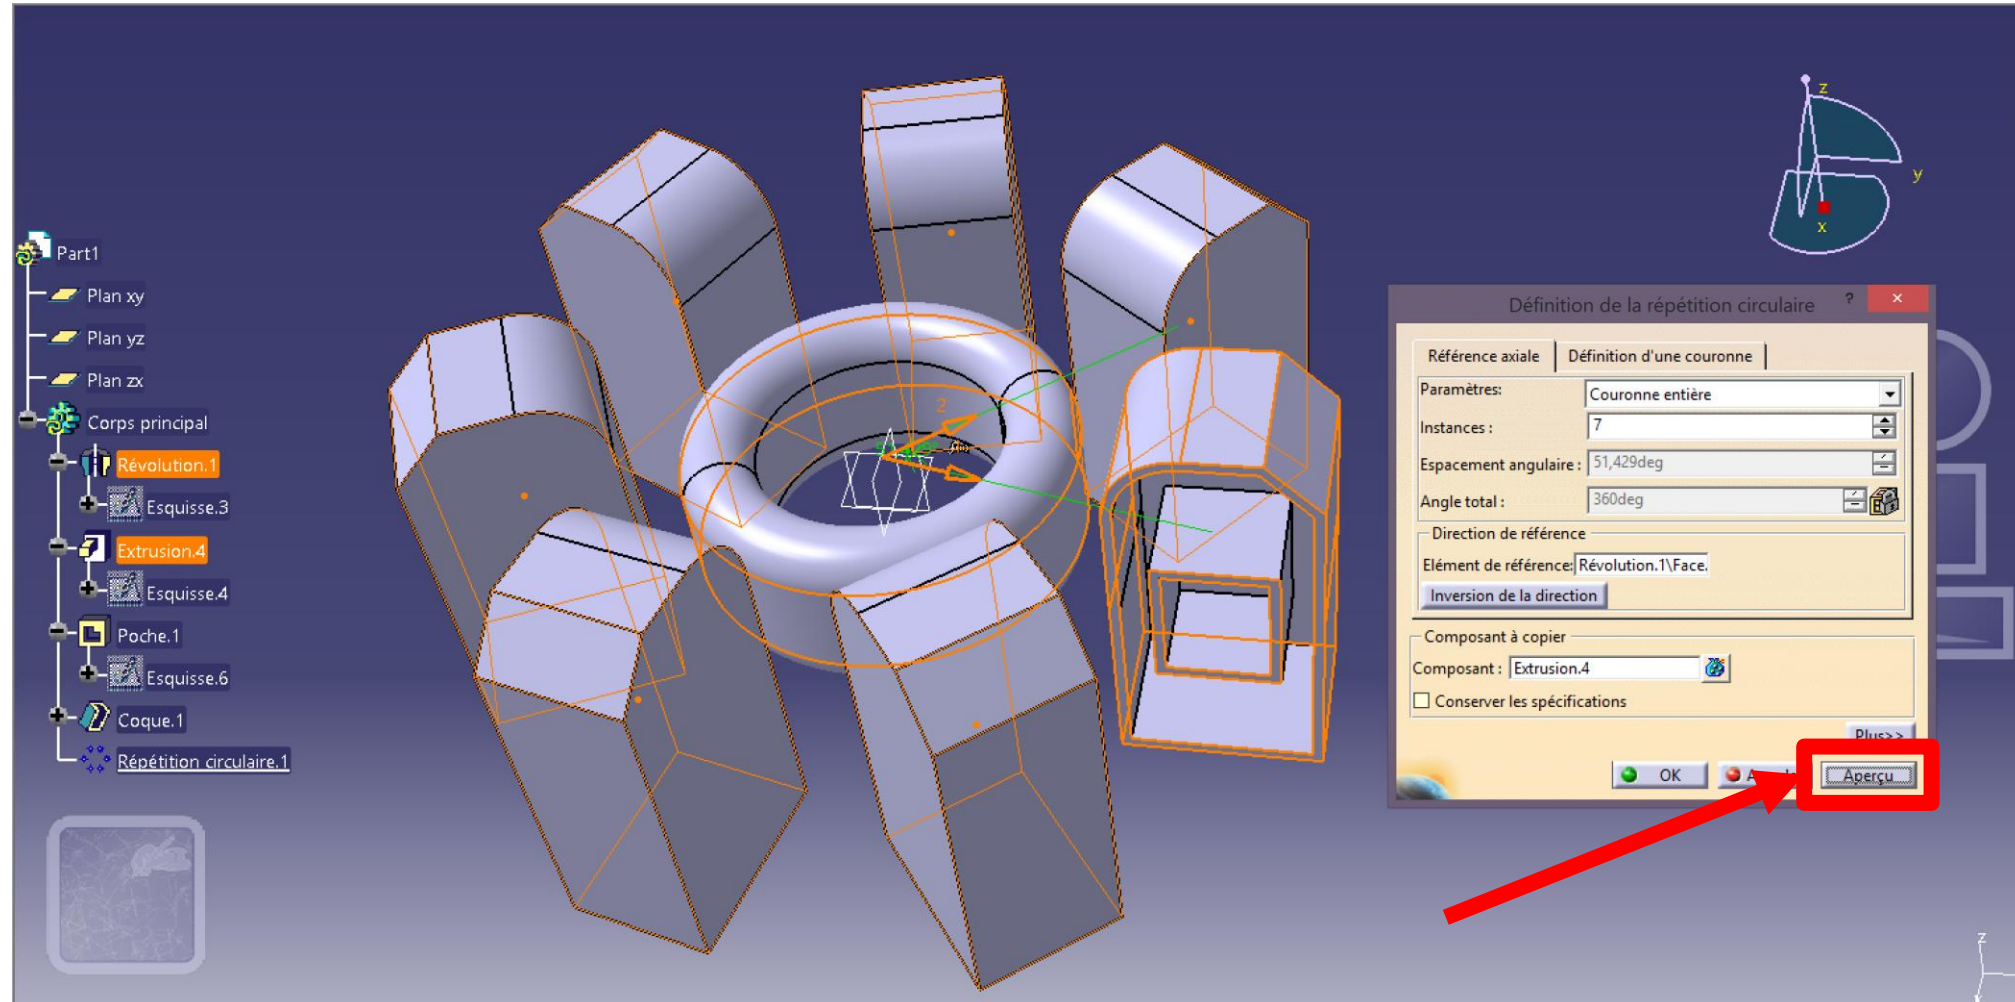 Part1
Plan xy
Plan yz
Plan zx
Corps principal
Révolution.1
Esquisse.3
Extrusion.4
Esquisse.4
Poche.1
Esquisse.6
Coque.1
Répétition circulaire.1
2
z
y
x
Définition de la répétition circulaire ? ×
Référence axiale Définition d'une couronne
Paramètres: Couronne entière
Instances : 7
Espacement angulaire : 51,429deg
Angle total : 360deg
Direction de référence
Elément de référence: Révolution.1\Face.
Inversion de la direction
Composant à copier
Composant : Extrusion.4
Conserver les spécifications
Plus>>
OK Aperçu
z